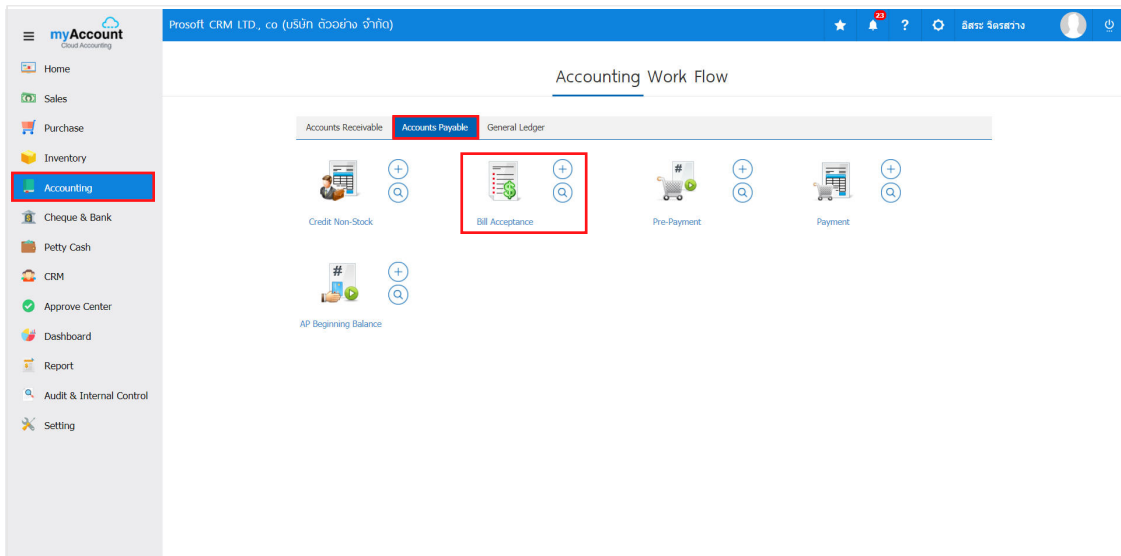 myAccount
Cloud Accounting
Prosoft CRM LTD., co (บริษัท ตัวอย่าง จำกัด)
23
?
อิสระ จิตรสว่าง
Home
Sales
Purchase
Inventory
Accounting
Cheque & Bank
Petty Cash
CRM
Approve Center
Dashboard
Report
Audit & Internal Control
Setting
Accounting Work Flow
Accounts Receivable
Accounts Payable
General Ledger
Credit Non-Stock
Bill Acceptance
#
Pre-Payment
Payment
#
AP Beginning Balance